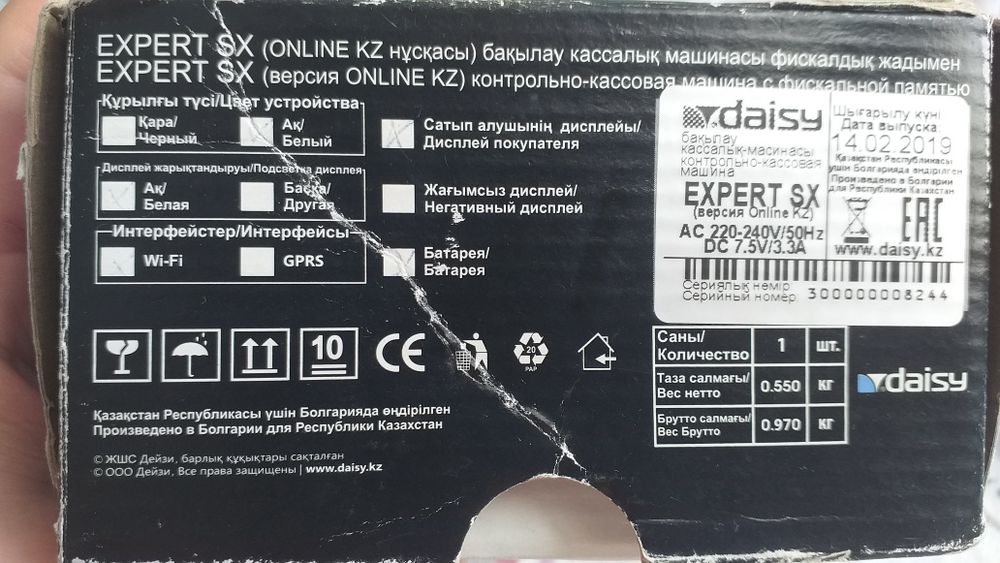 EXPERT SX (ONLINE KZ нұсқасы) бақылау кассалық машинасы фискалдық жадымен
EXPERT SX (версия ONLINE KZ) контрольно-кассовая машина с фискальной памятью
Құрылғы түсі/Цвет устройства
Қара/
Черный
Ақ/
Белый
Сатып алушының дисплейы/
Дисплей покупателя
Дисплей жарықтандыруы/Подсветка дисплея
Ақ/
Белая
Басқа/
Другая
Жағымсыз дисплей/
Негативный дисплей
Интерфейстер/Интерфейсы
Wi-Fi
GPRS
Батарея/
Батарея
daisy
бақылау
кассалық-масинасы
контрольно-кассовая
машина
Шығарылу күні
Дата выпуска:
14.02.2019
Қазақстан Республикасы
үшін Болгарияда өндірілген
Произведено в Болгарии
для Республики Казахстан
EXPERT SX
(версия Online KZ)
AC 220-240V/50Hz
DC 7.5V/3.3A
EAC
www.daisy.kz
Сериялық нөмір
Серийный номер
300000008244
10
CE
20
PAP
Саны/
Количество
1
шт.
Таза салмағы/
Вес нетто
0.550
кг
Брутто салмағы/
Вес Брутто
0.970
кг
daisy
Қазақстан Республикасы үшін Болгарияда өндірілген
Произведено в Болгарии для Республики Казахстан
© ЖШС Дейзи, барлық құқықтары сақталған
© ООО Дейзи, Все права защищены | www.daisy.kz